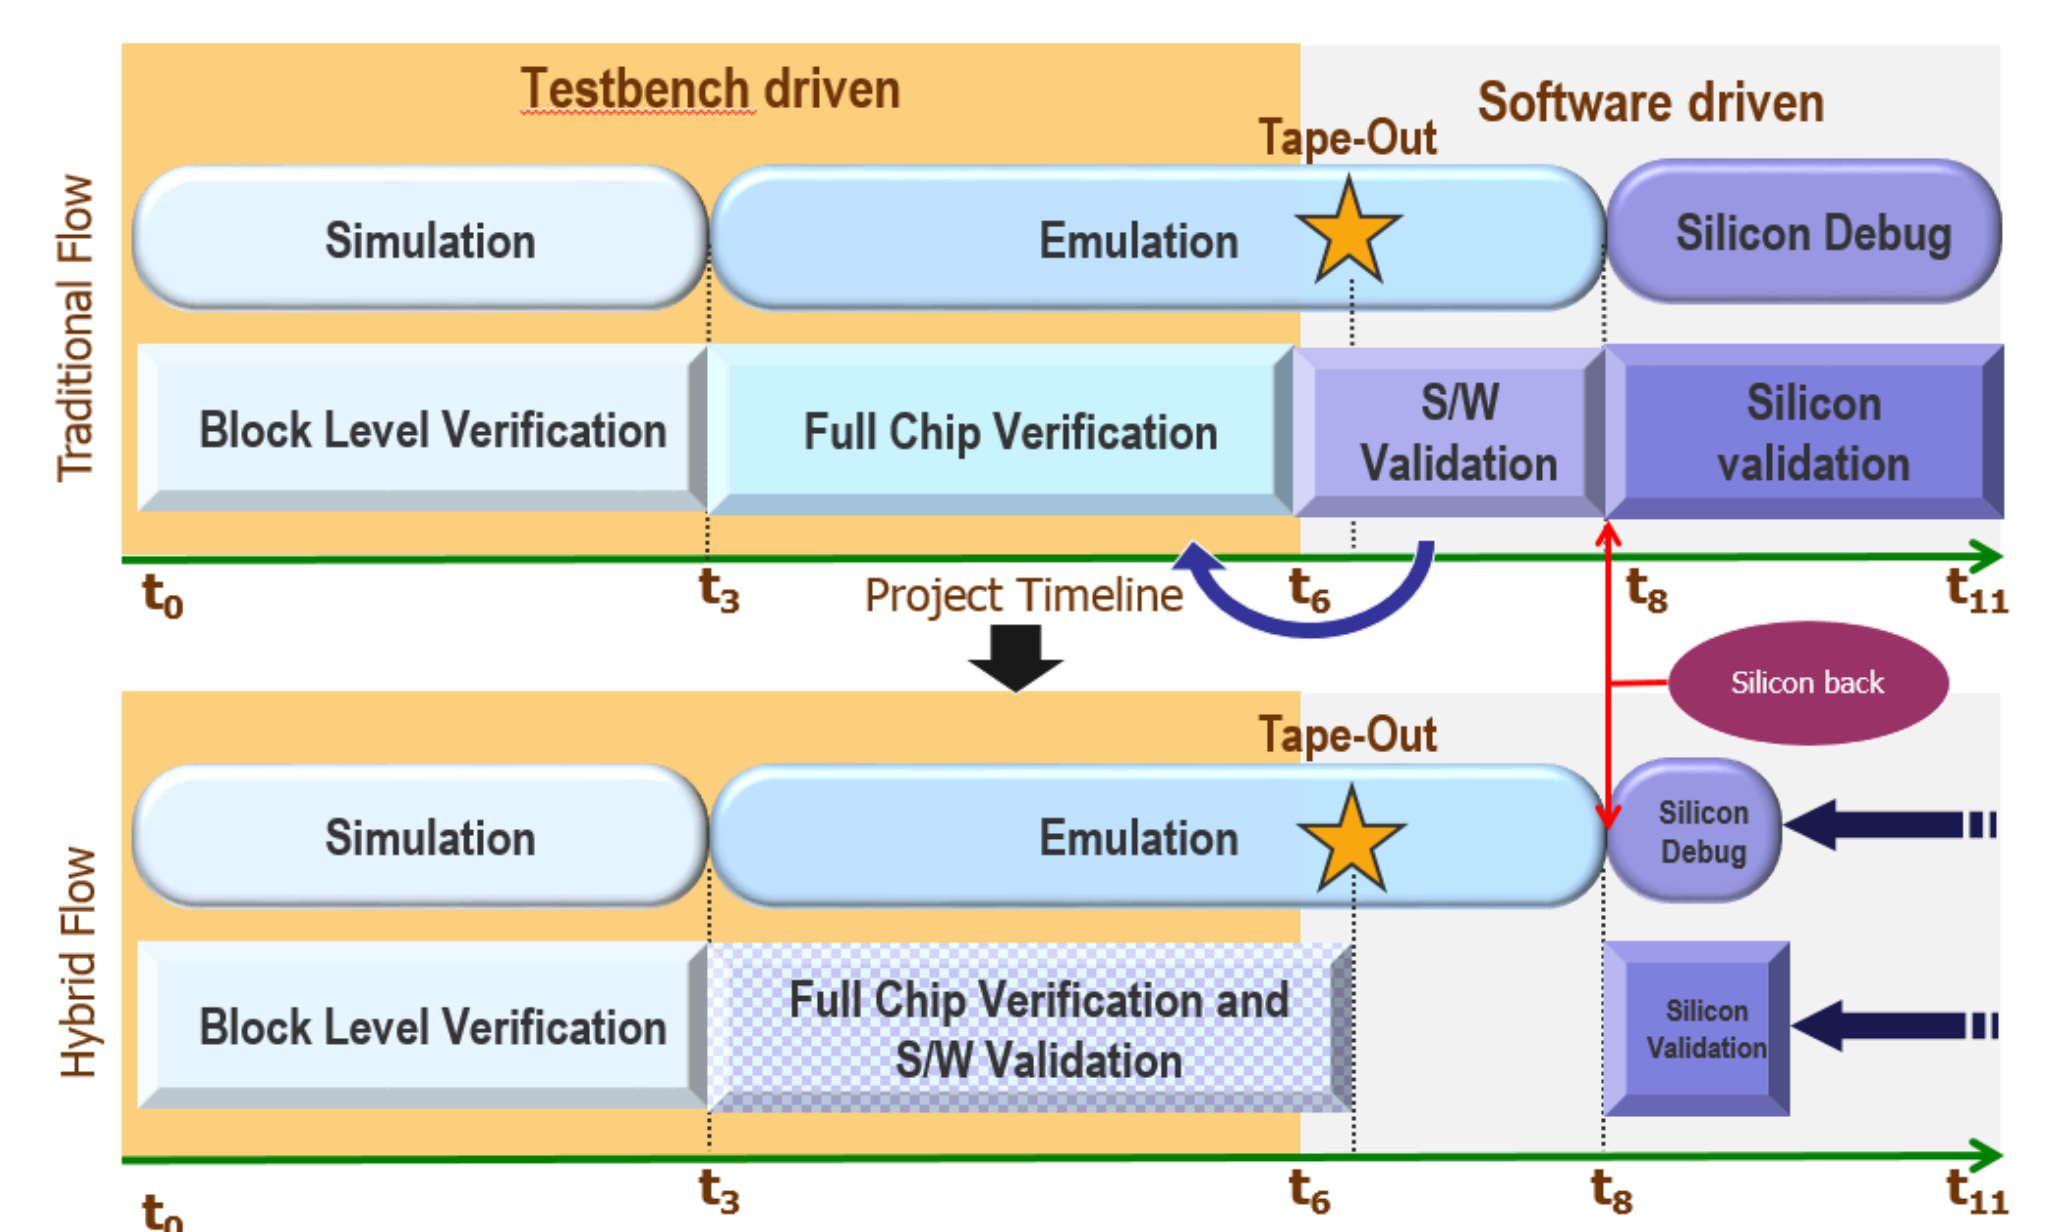 Testbench driven
Software driven
Tape-Out
Traditional Flow
Simulation
Emulation
Silicon Debug
Block Level Verification
Full Chip Verification
S/W
Validation
Silicon
validation
t0
t3
Project Timeline
t6
t8
t11
Silicon back
Tape-Out
Hybrid Flow
Simulation
Emulation
Silicon
Debug
Block Level Verification
Full Chip Verification and
S/W Validation
Silicon
Validation
t0
t3
t6
t8
t11